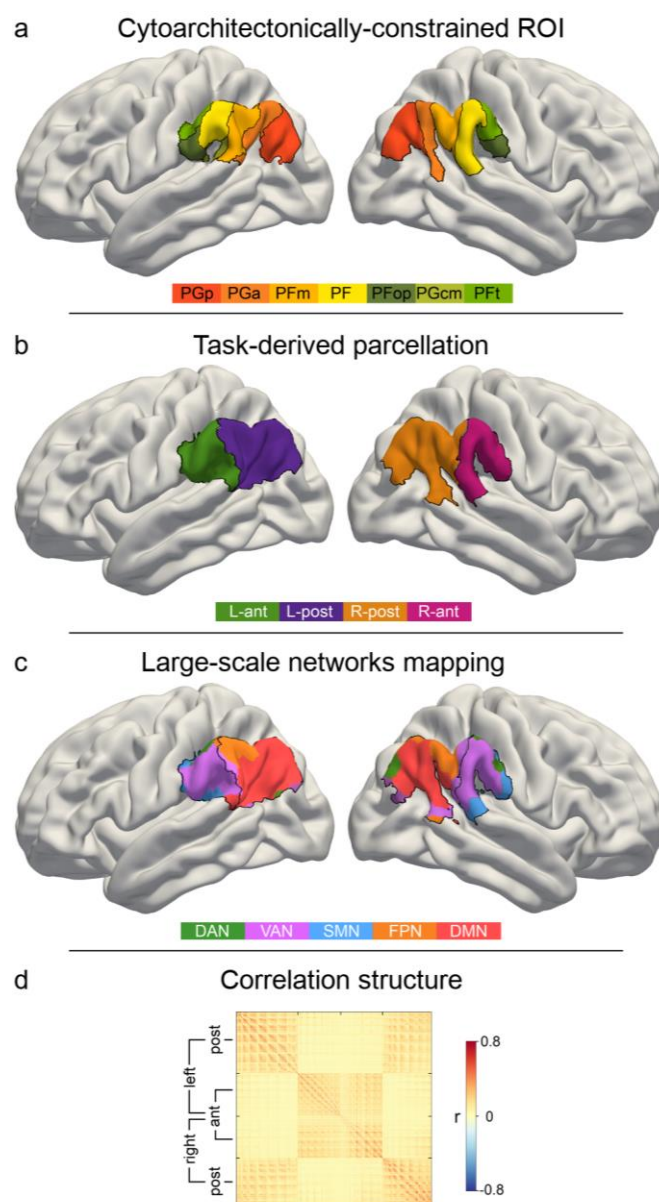 a Cytoarchitectonically-constrained ROI
PGp PGa PFm PF PFop PGcm PFt
b Task-derived parcellation
L-ant L-post R-post R-ant
c Large-scale networks mapping
DAN VAN SMN FPN DMN
d Correlation structure
post
left
ant
right
post
0.8
r 0
-0.8